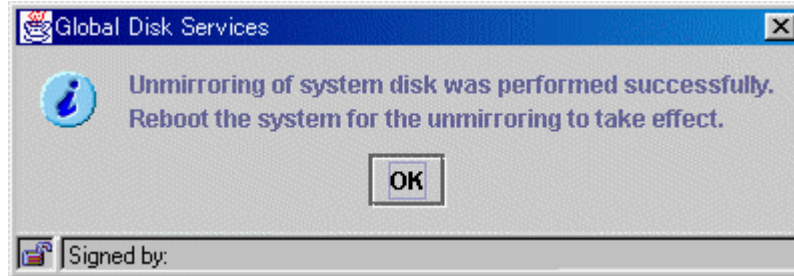 Global Disk Services
Unmirroring of system disk was performed successfully.
Reboot the system for the unmirroring to take effect.
OK
Signed by: